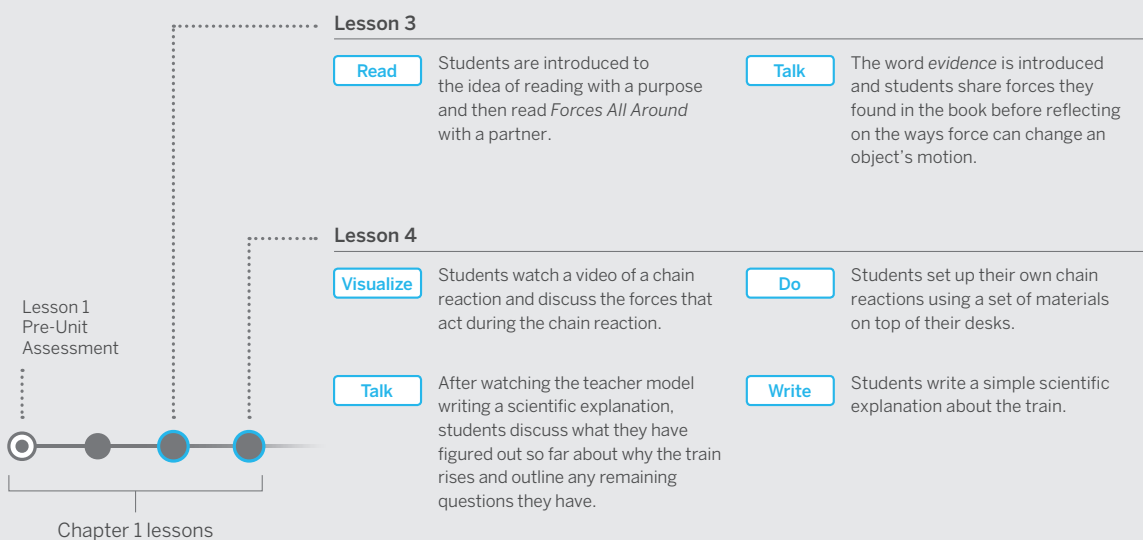 Lesson 3
Read
Students are introduced to
the idea of reading with a purpose
and then read Forces All Around
with a partner.
Talk
The word evidence is introduced
and students share forces they
found in the book before reflecting
on the ways force can change an
object's motion.
Lesson 4
Visualize
Students watch a video of a chain
reaction and discuss the forces that
act during the chain reaction.
Do
Students set up their own chain
reactions using a set of materials
on top of their desks.
Talk
After watching the teacher model
writing a scientific explanation,
students discuss what they have
figured out so far about why the train
rises and outline any remaining
questions they have.
Write
Students write a simple scientific
explanation about the train.
Lesson 1
Pre-Unit
Assessment
Chapter 1 lessons